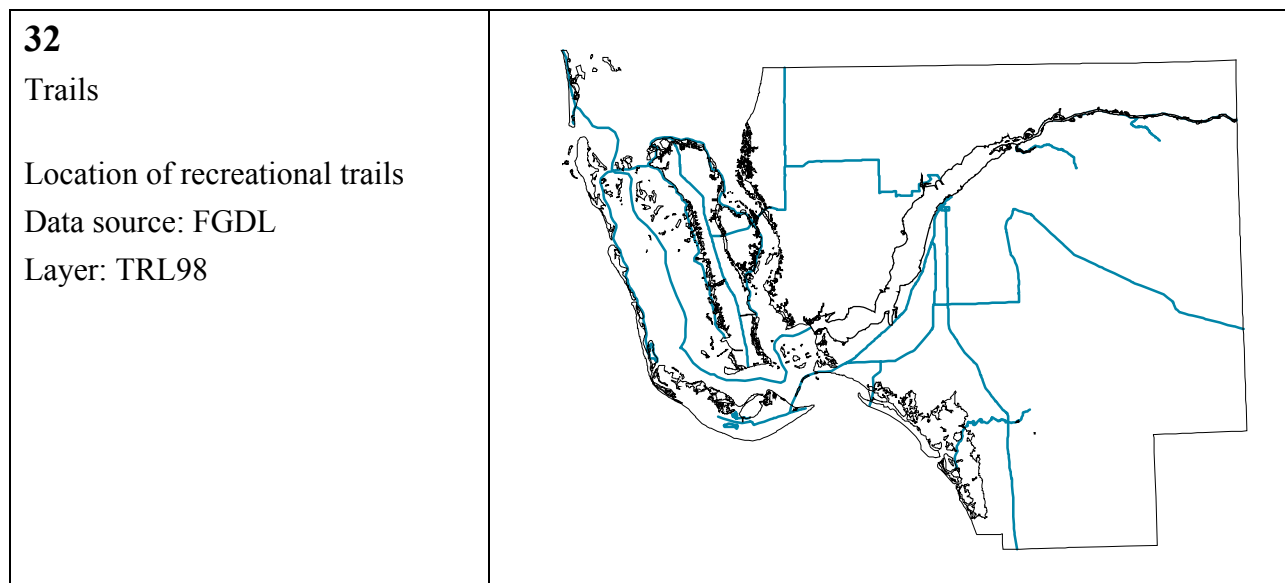 32
Trails
Location of recreational trails
Data source: FGDL
Layer: TRL98